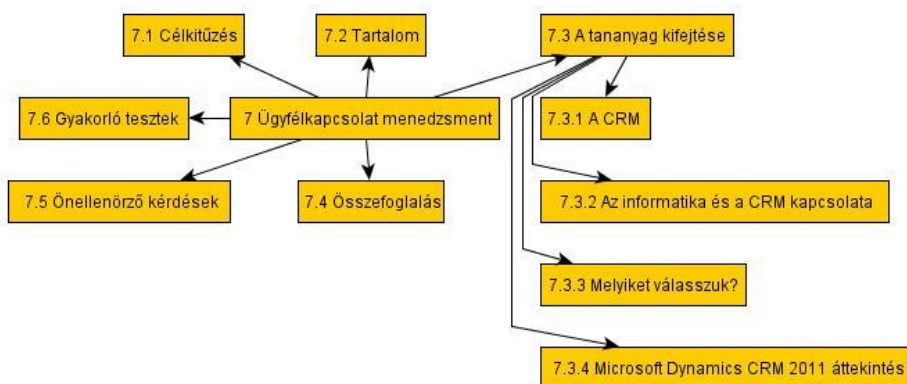 7.1 Célkitűzés
7.2 Tartalom
7.3 A tananyag kifejtése
7.6 Gyakorló tesztek
7 Ügyfélkapcsolat menedzsment
7.3.1 A CRM
7.5 Önellenörző kérdések
7.4 Összefoglalás
7.3.2 Az informatika és a CRM kapcsolata
7.3.3 Melyiket válasszuk?
7.3.4 Microsoft Dynamics CRM 2011 áttekintés